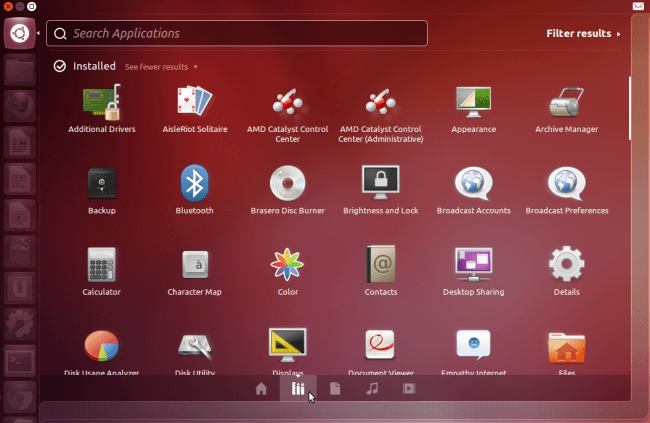 Search Applications
Filter results
Installed See fewer results
Additional Drivers
AisleRiot Solitaire
AMD Catalyst Control
Center
AMD Catalyst Control
Center (Administrative)
Appearance
Archive Manager
Backup
Bluetooth
Brasero Disc Burner
Brightness and Lock
Broadcast Accounts
Broadcast Preferences
Calculator
Character Map
Color
Contacts
Desktop Sharing
Details
Disk Usage Analyzer
Disk Utility
Displays
Document Viewer
Empathy Internet
Files